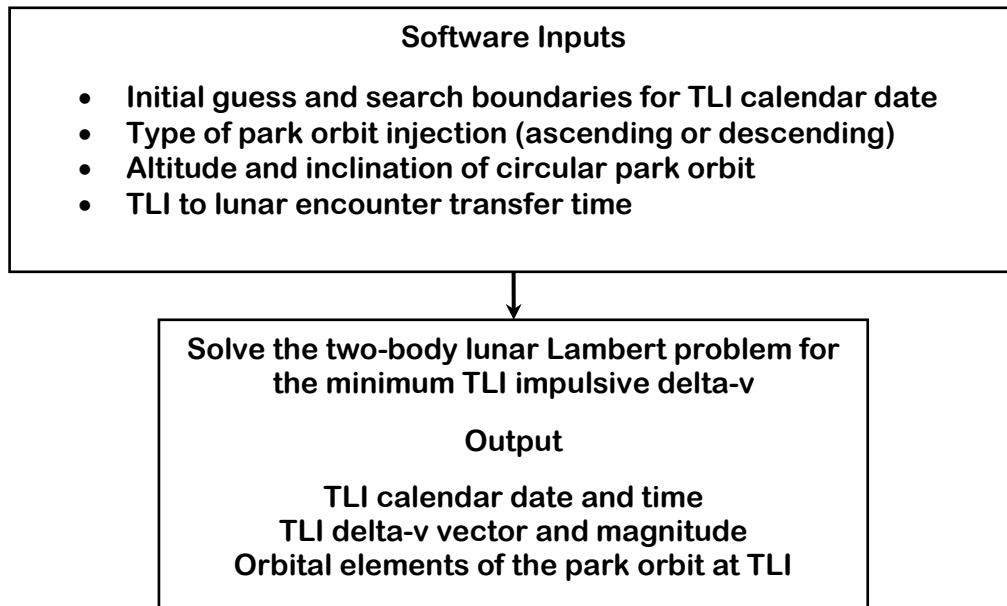 Software Inputs
• Initial guess and search boundaries for TLI calendar date
• Type of park orbit injection (ascending or descending)
• Altitude and inclination of circular park orbit
• TLI to lunar encounter transfer time
Solve the two-body lunar Lambert problem for
the minimum TLI impulsive delta-v
Output
TLI calendar date and time
TLI delta-v vector and magnitude
Orbital elements of the park orbit at TLI